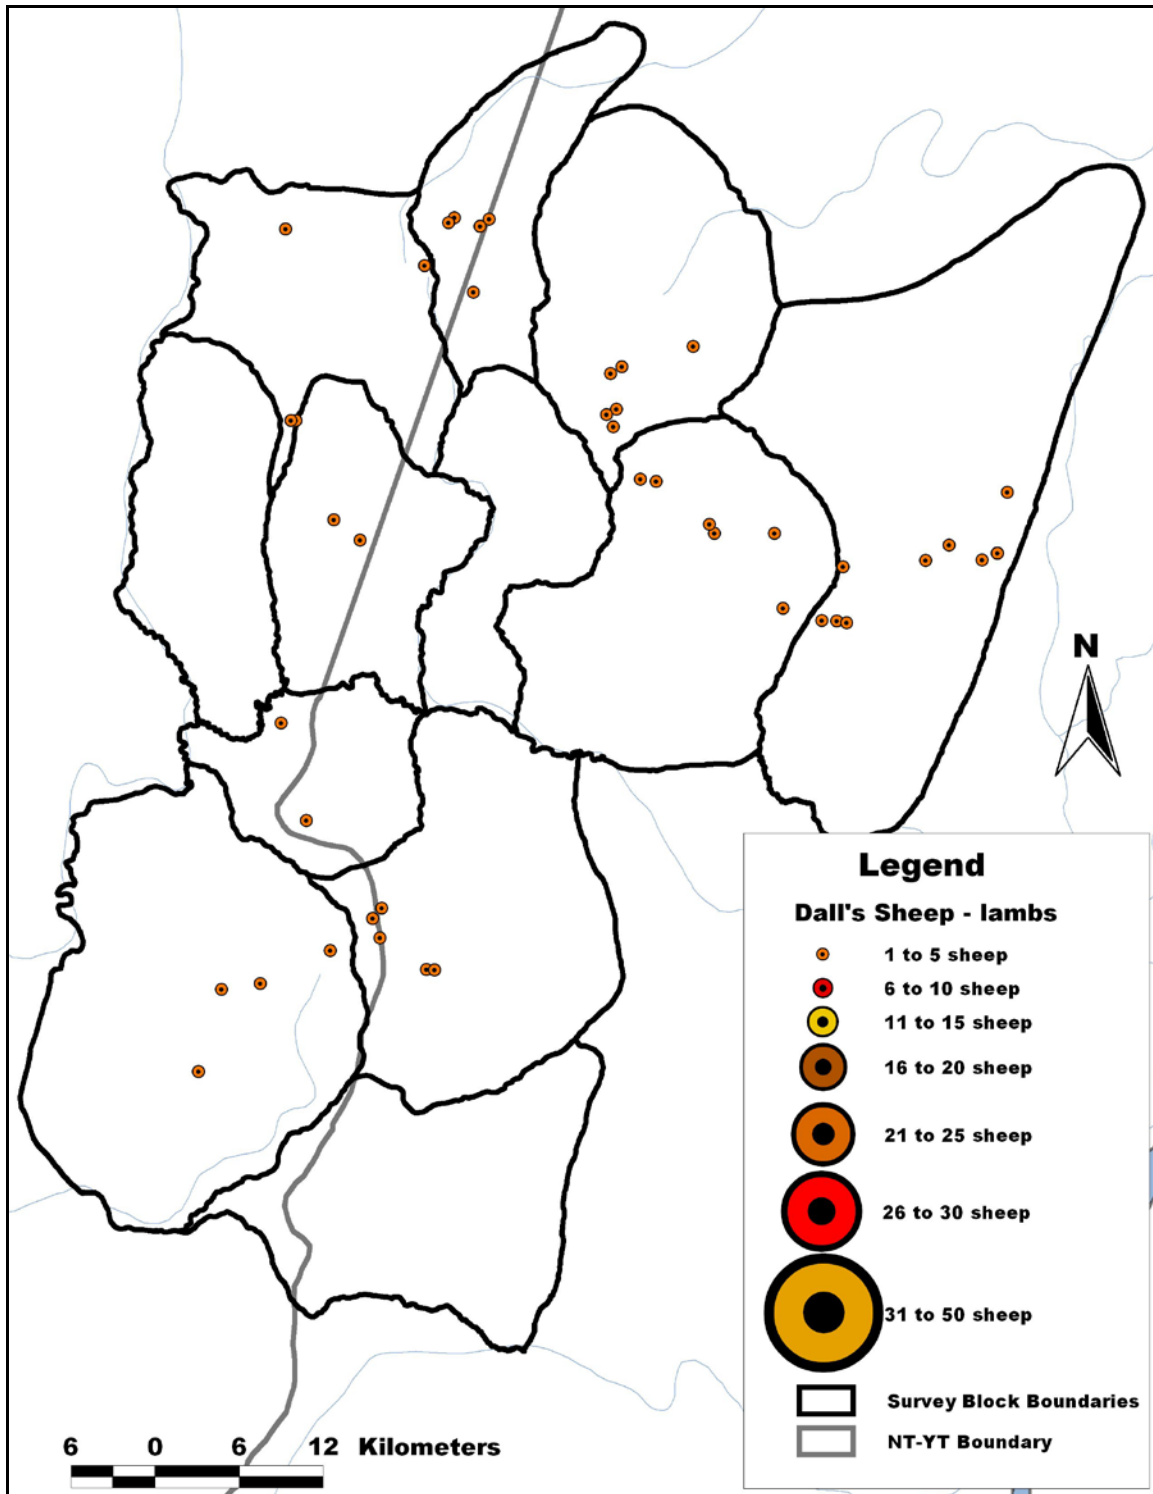 N
Legend
Dall's Sheep - lambs
1 to 5 sheep
6 to 10 sheep
11 to 15 sheep
16 to 20 sheep
21 to 25 sheep
26 to 30 sheep
31 to 50 sheep
Survey Block Boundaries
NT-YT Boundary
6 0 6 12 Kilometers